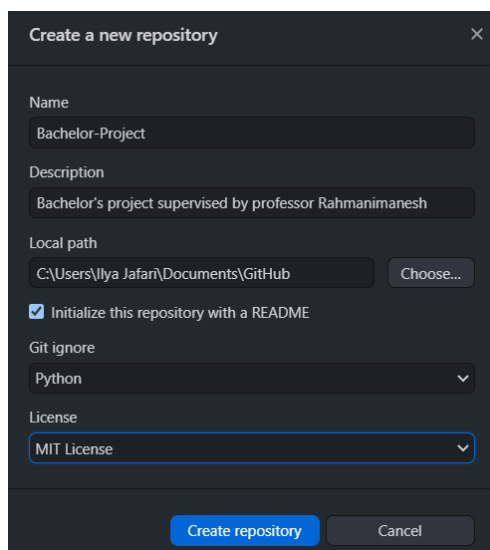 Create a new repository
Name
Bachelor-Project
Description
Bachelor's project supervised by professor Rahmanimanesh
Local path
C:\Users\Ilya Jafari\Documents\GitHub Choose...
Initialize this repository with a README
Git ignore
Python
License
MIT License
Create repository Cancel